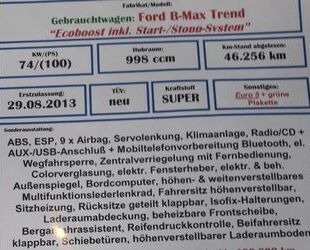 Fabrikat/Modell:
Gebrauchtwagen: Ford B-Max Trend
"Ecoboost inkl. Start-/Stopp-System"
KW/(PS)
74/(100)
Hubraum:
998 ccm
Km-Stand abgelesen:
46.256 km
Erstzulassung:
29.08.2013
TÜV:
neu
Kraftstoff
SUPER
Sonstiges:
Euro 5 + grüne
Plakette
Sonderausstattung:
ABS, ESP, 9 x Airbag, Servolenkung, Klimaanlage, Radio/CD +
AUX-/USB-Anschluß + Mobiltelefonvorbereitung Bluetooth, el.
Wegfahrsperre, Zentralverriegelung mit Fernbedienung,
Colorverglasung, elektr. Fensterheber, elektr. & beh.
Außenspiegel, Bordcomputer, höhen- & weitenverstellbares
Multifunktionslederlenkrad, Fahrersitz höhenverstellbar,
Sitzheizung, Rücksitze geteilt klappbar, Isofix-Halterungen,
Laderaumabdeckung, beheizbare Frontscheibe,
Berganfahrassistent, Reifendruckkontrolle, Beifahrersitz
klappbar, Schiebetüren, höhenverstellbarer Laderaumboden